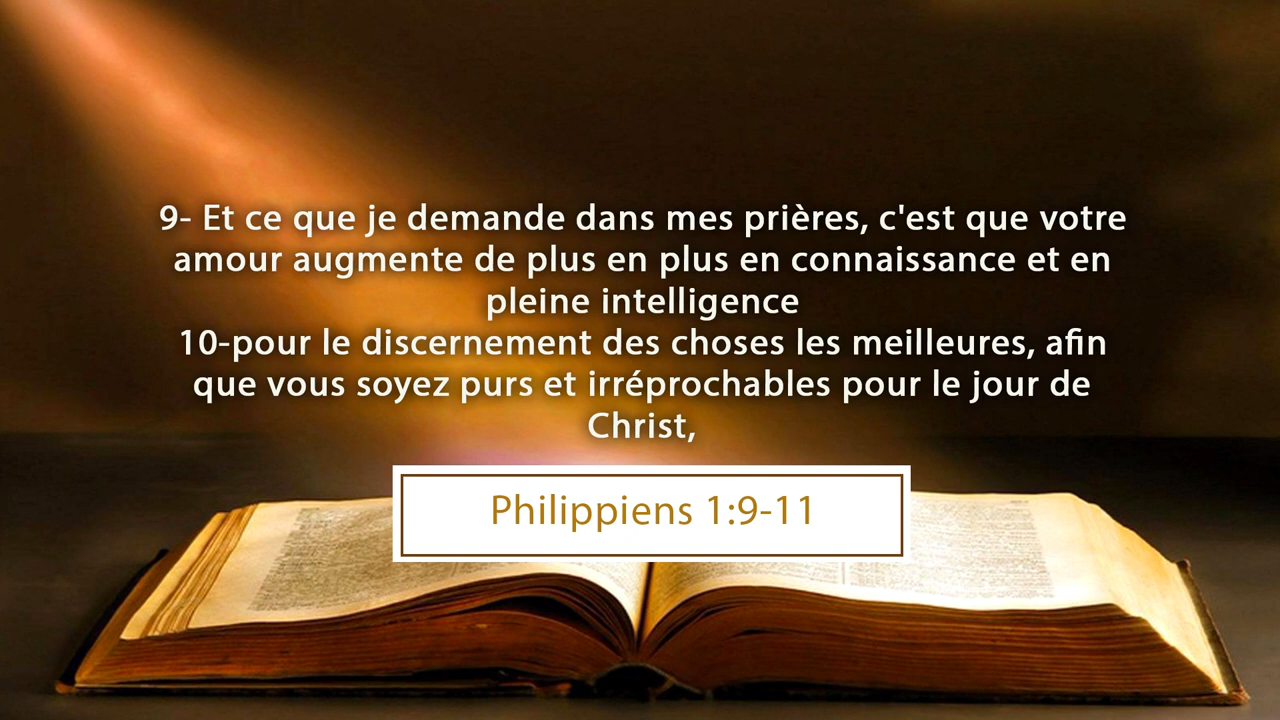 9- Et ce que je demande dans mes prières, c'est que votre
amour augmente de plus en plus en connaissance et en
pleine intelligence
10-pour le discernement des choses les meilleures, afin
que vous soyez purs et irréprochables pour le jour de
Christ,
Philippiens 1:9-11